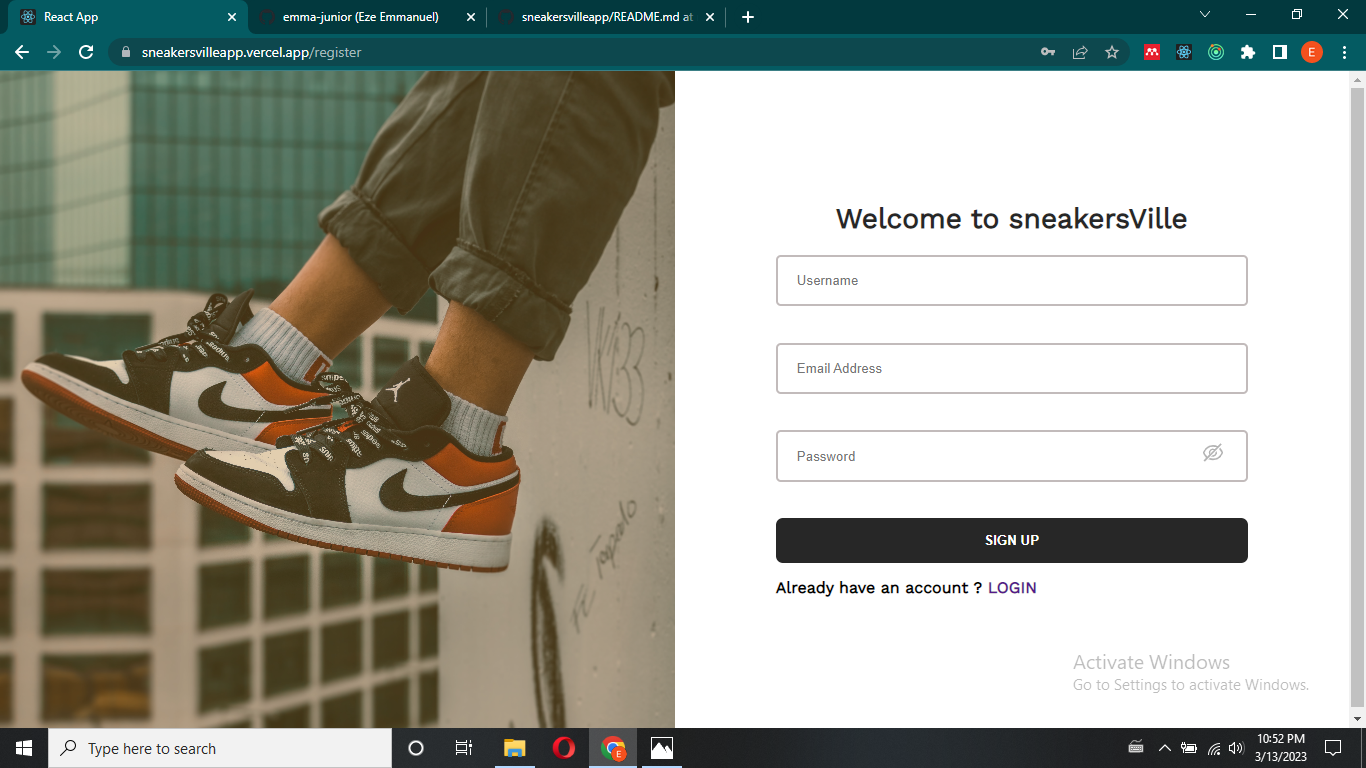 React App
emma-junior (Eze Emmanuel)
sneakersvilleapp/README.md at
sneakersvilleapp.vercel.app/register
E
Welcome to sneakersVille
Username
Email Address
Password
SIGN UP
Already have an account ? LOGIN
Activate Windows
Go to Settings to activate Windows.
Type here to search
E
10:52 PM
3/13/2023